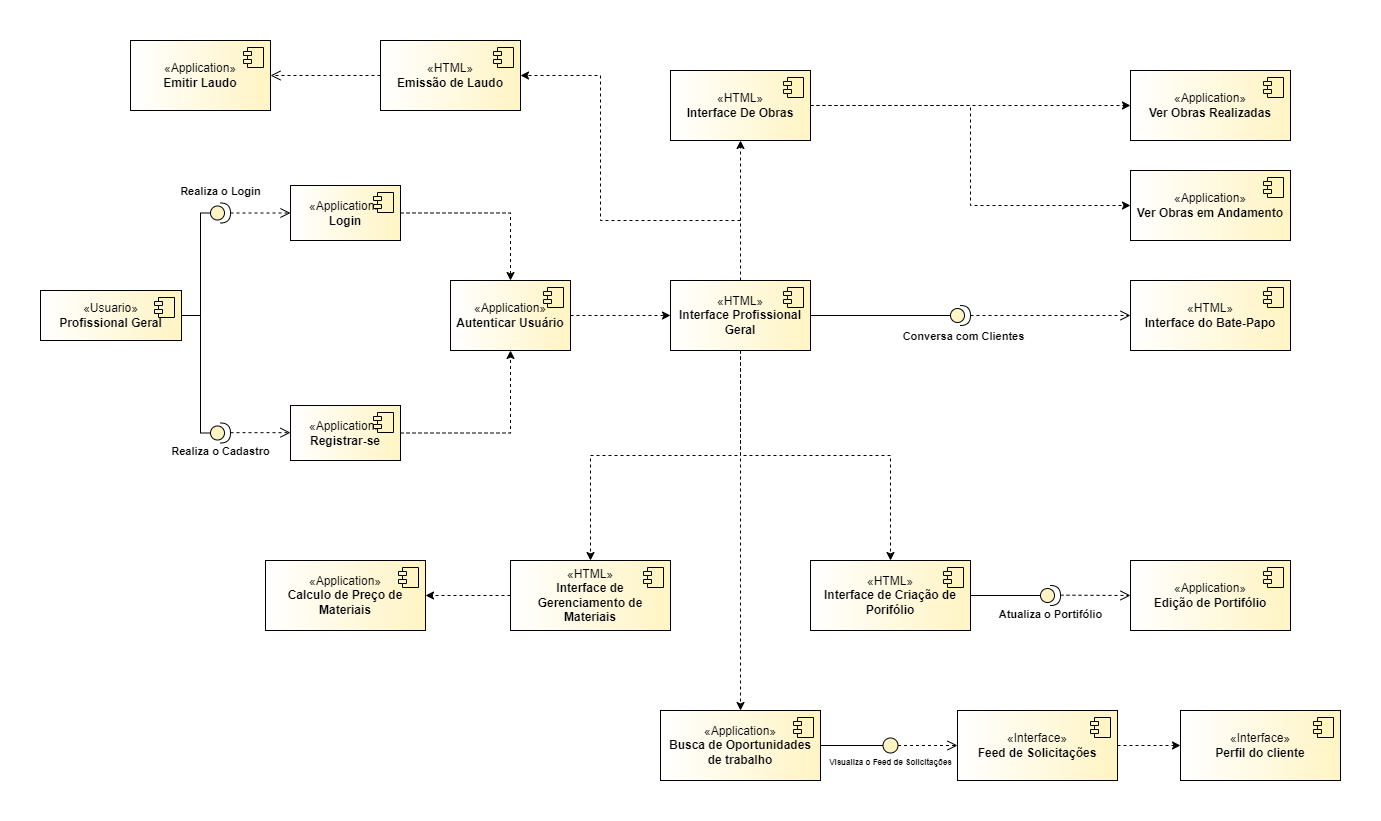 «Application»
Emitir Laudo
«HTML»
Emissão de Laudo
«HTML»
Interface De Obras
«Application»
Ver Obras Realizadas
Realiza o Login
«Application»
Login
«Application»
Ver Obras em Andamento
«Usuario»
Profissional Geral
«Application»
Autenticar Usuário
«HTML»
Interface Profissional
Geral
Conversa com Clientes
«HTML»
Interface do Bate-Papo
Realiza o Cadastro
«Application»
Registrar-se
«Application»
Calculo de Preço de
Materiais
«HTML»
Interface de
Gerenciamento de
Materiais
«HTML»
Interface de Criação de
Porifólio
Atualiza o Portifólio
«Application»
Edição de Portifólio
«Application»
Busca de Oportunidades
de trabalho
Visualiza o Feed de Solicitações
«Interface»
Feed de Solicitações
«Interface»
Perfil do cliente